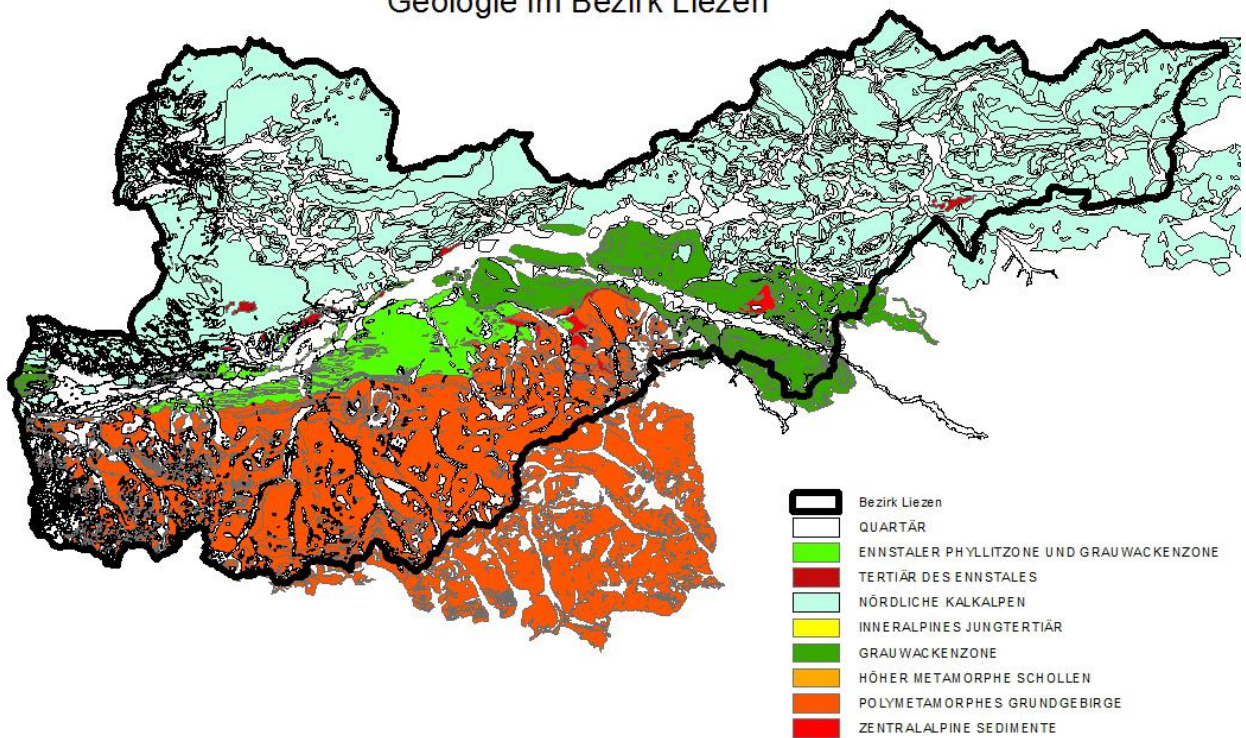 Geologie im Bezirk Liezen
Bezirk Liezen
QUARTÄR
ENNSTALER PHYLLITZONE UND GRAUWACKENZONE
TERTIÄR DES ENNSTALES
NÖRDLICHE KALKALPEN
INNERALPINES JUNGTERTIÄR
GRAUWACKENZONE
HÖHER METAMORPHE SCHOLLEN
POLYMETAMORPHES GRUNDGEBIRGE
ZENTRALALPINE SEDIMENTE